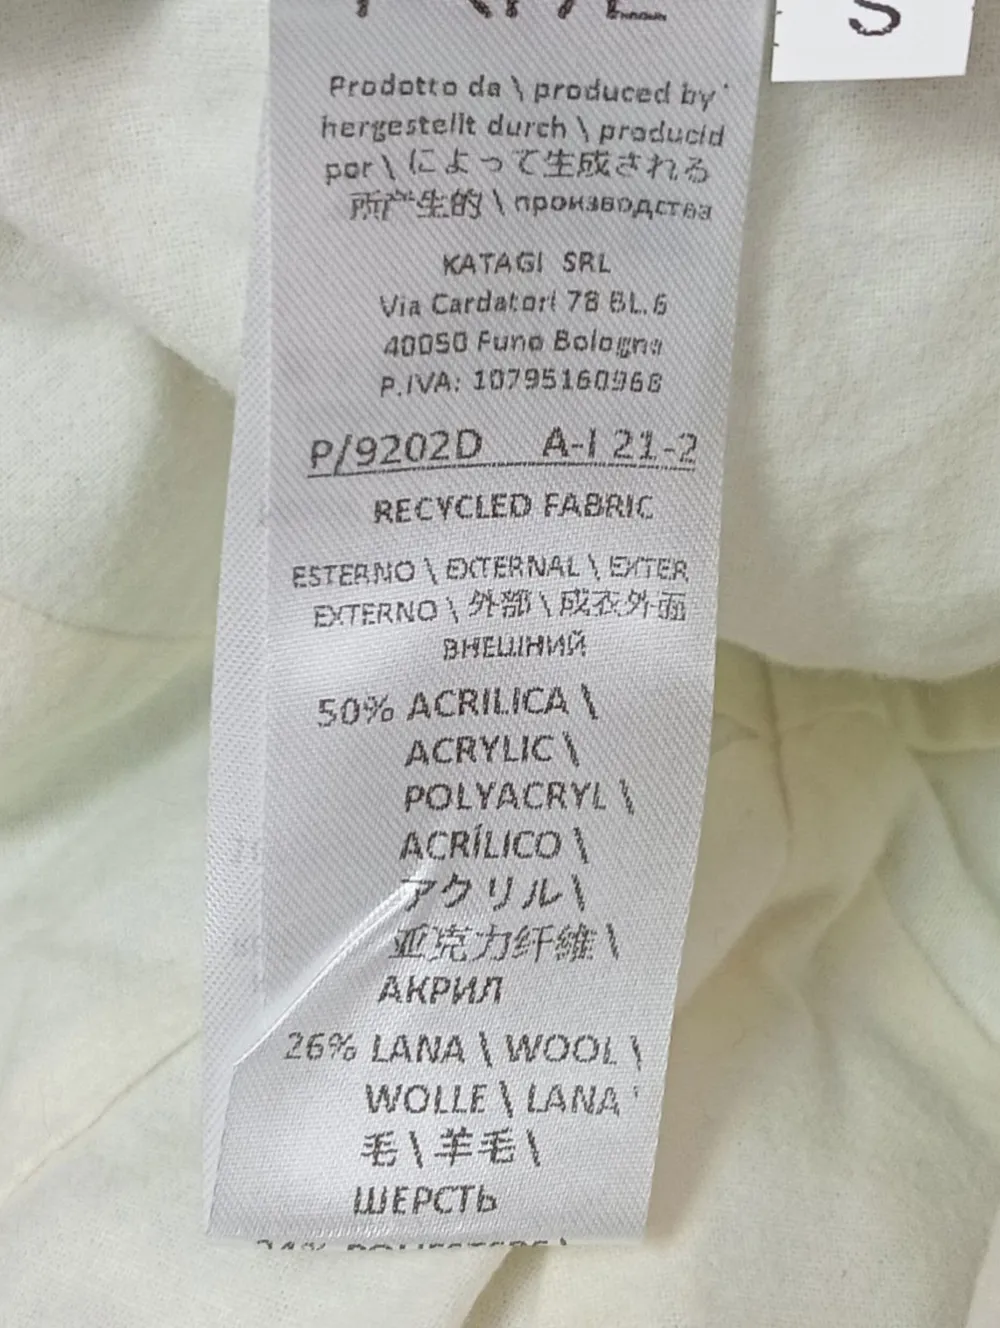 S
Prodotto da \ produced by
hergestellt durch \ producid
por \ によって生成される
所产生的 \ производства
KATAGI SRL
Via Cardatori 78 BL.6
40050 Funo Bologna
P.IVA: 10795160968
P/9202D A-I 21-2
RECYCLED FABRIC
ESTERNO \ EXTERNAL \ EXTER
EXTERNO \ 外部 \ 成衣外面
ВНЕШНИЙ
50% ACRILICA \
ACRYLIC \
POLYACRYL \
ACRÍLICO \
アクリル \
亚克力纤维 \
АКРИЛ
26% LANA \ WOOL \
WOLLE \ LANA \
毛 \ 羊毛 \
ШЕРСТЬ